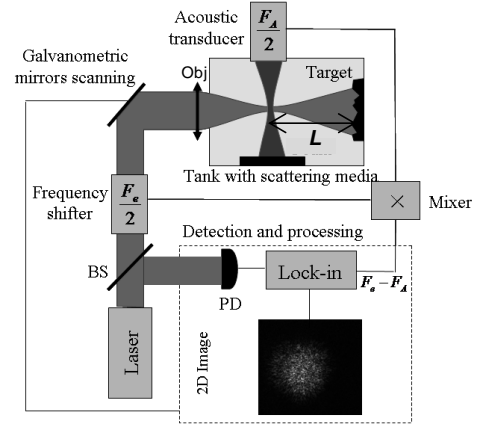 Acoustic
transducer
F_A
2
Galvanometric
mirrors scanning
Obj
Target
L
Tank with scattering media
Frequency
shifter
F_e
2
×
Mixer
Detection and processing
BS
PD
Lock-in
F_e – F_A
Laser
2D Image